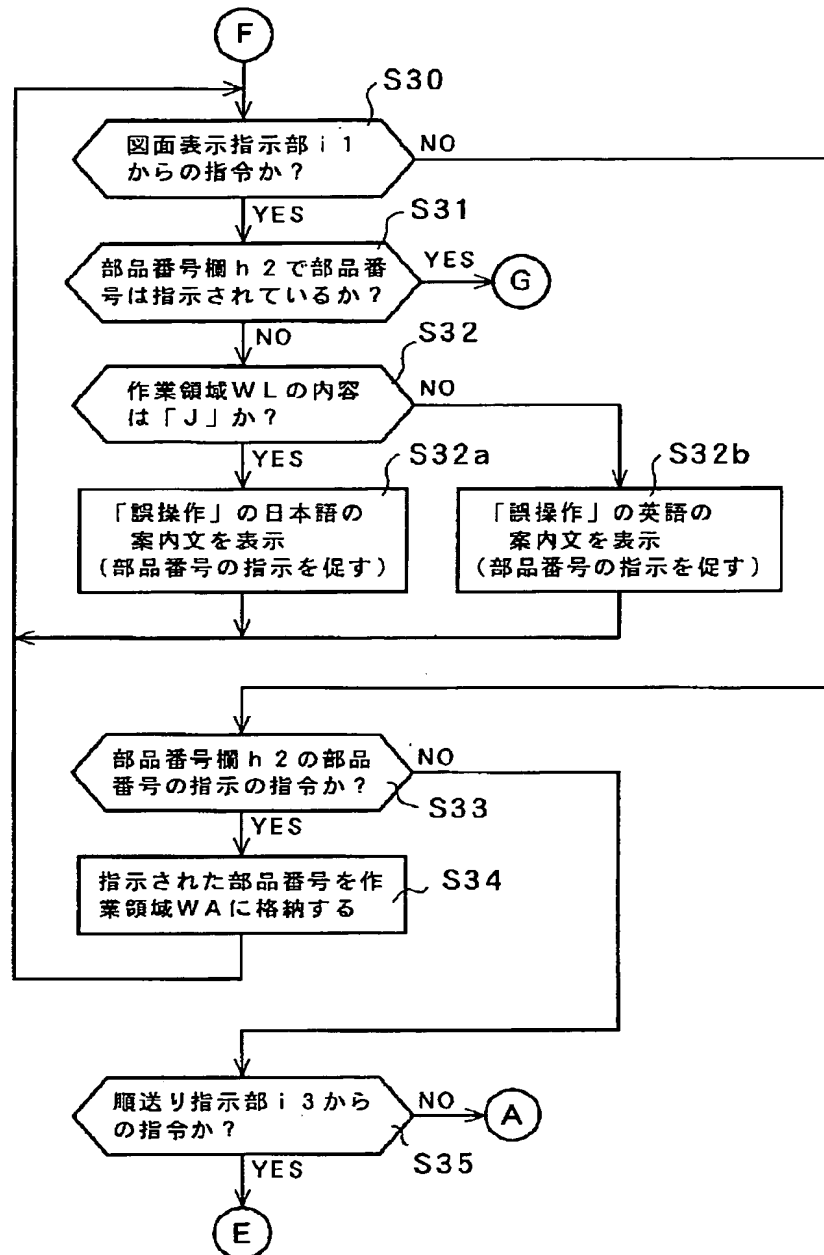 F
S30
図面表示指示部ｉ１
からの指令か？
NO
YES
S31
部品番号欄ｈ２で部品番
号は指示されているか？
YES
G
NO
S32
作業領域ＷＬの内容
は「Ｊ」か？
NO
YES
S32a
「誤操作」の日本語の
案内文を表示
(部品番号の指示を促す)
S32b
「誤操作」の英語の
案内文を表示
(部品番号の指示を促す)
部品番号欄ｈ２の部品
番号の指示の指令か？
NO
S33
YES
指示された部品番号を作
業領域ＷＡに格納する
S34
順送り指示部ｉ３から
の指令か？
NO
A
S35
YES
E